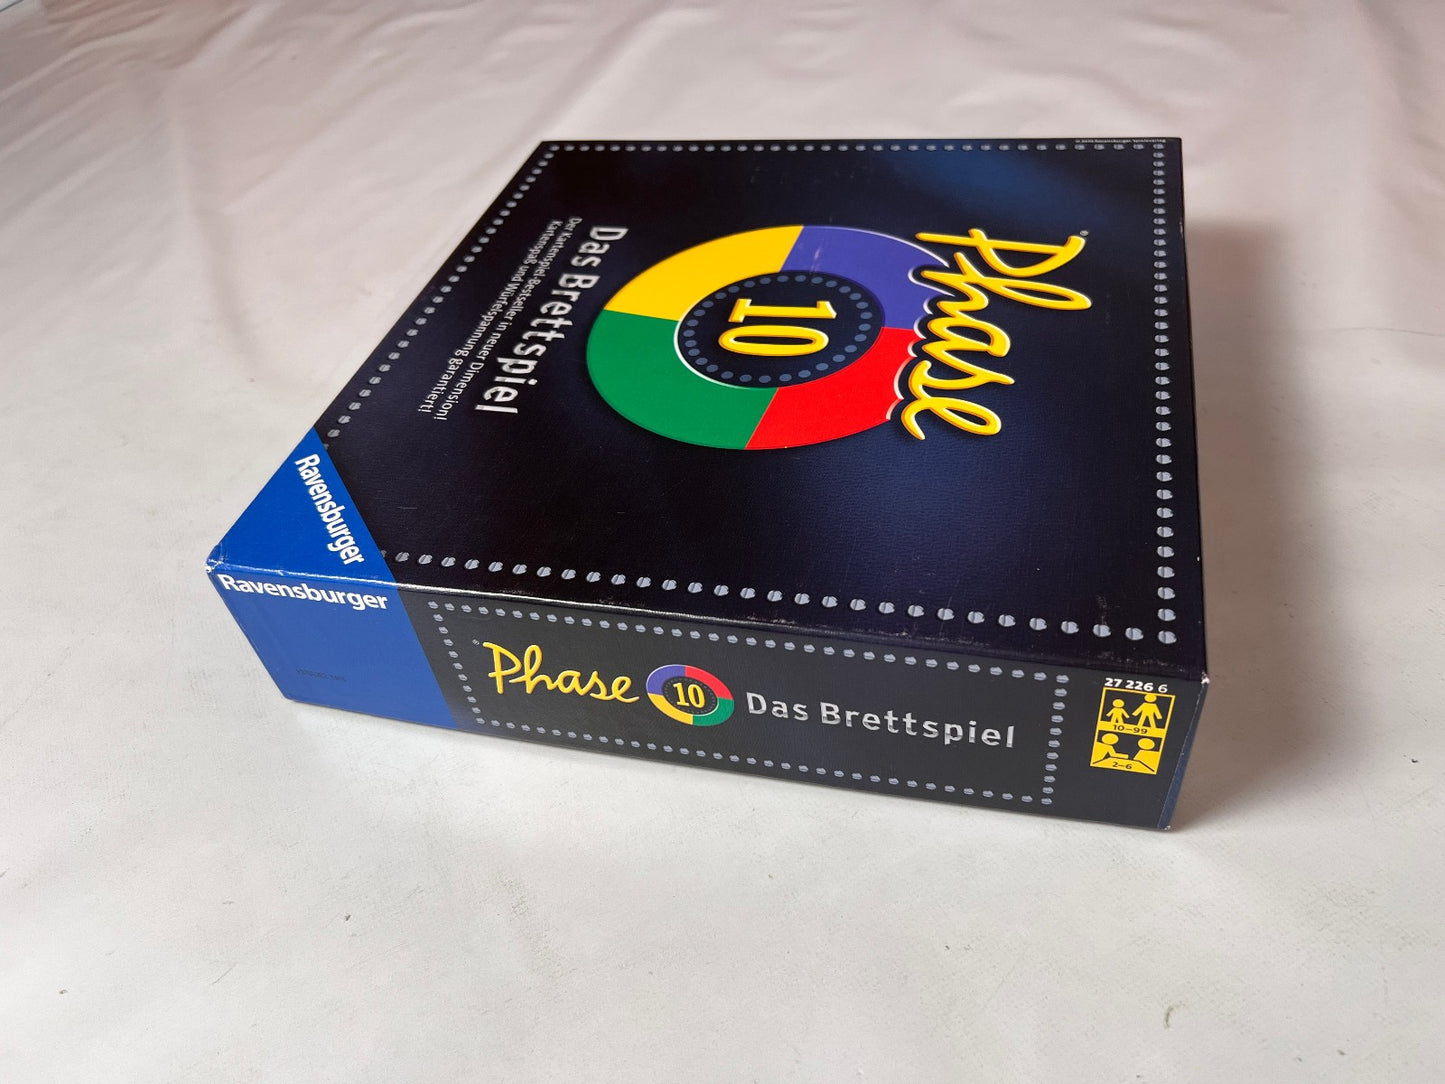 Phase
10
Das Brettspiel
Der Kartenspiel-Bestseller in neuer Dimension!
Kartenspaß und Würfelspannung garantiert!
Ravensburger
Ravensburger
Phase 10 Das Brettspiel
27 226 6
10–99
2–6